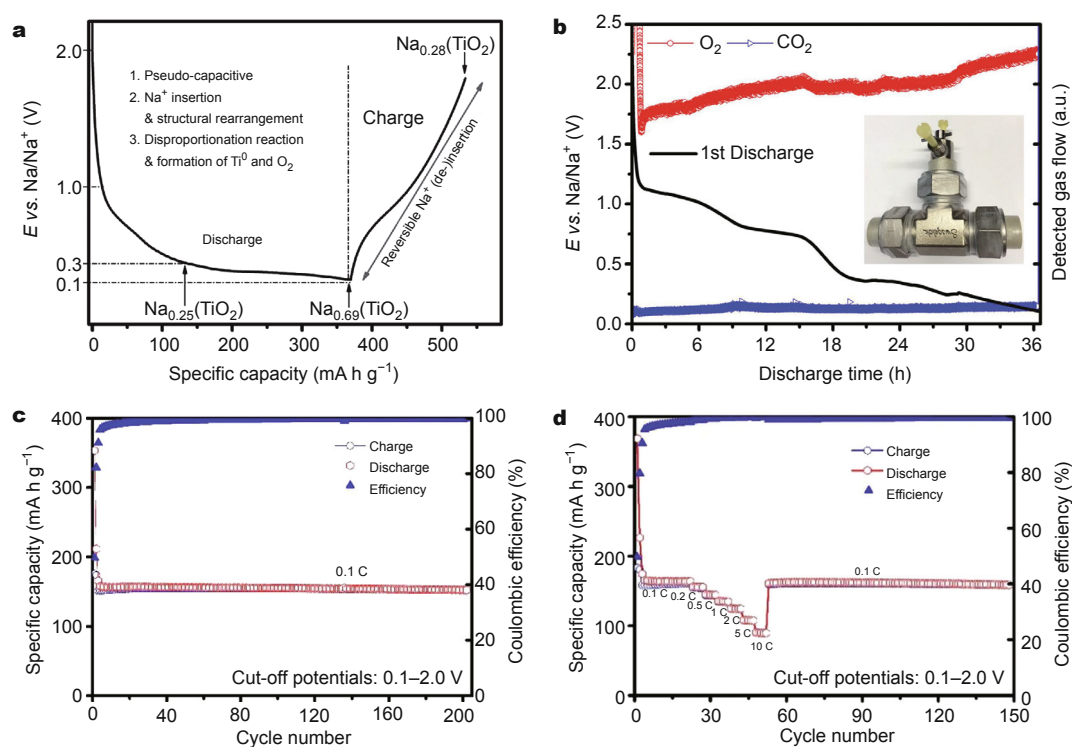 a
2.0
1.0
0.3
0.1
E vs. Na/Na⁺ (V)
1. Pseudo-capacitive
2. Na⁺ insertion
& structural rearrangement
3. Disproportionation reaction
& formation of Ti⁰ and O₂
Na₀.₂₈(TiO₂)
Charge
Reversible Na⁺ (de-)insertion
Discharge
Na₀.₂₅(TiO₂)
Na₀.₆₉(TiO₂)
0 100 200 300 400 500
Specific capacity (mA h g⁻¹)
b
2.5
2.0
1.5
1.0
0.5
0.0
E vs. Na/Na⁺ (V)
O₂ CO₂
1st Discharge
Detected gas flow (a.u.)
0 6 12 18 24 30 36
Discharge time (h)
c
400
300
200
100
0
Specific capacity (mA h g⁻¹)
Charge
Discharge
Efficiency
0.1 C
Cut-off potentials: 0.1–2.0 V
100
80
60
40
20
0
Coulombic efficiency (%)
0 40 80 120 160 200
Cycle number
d
400
300
200
100
0
Specific capacity (mA h g⁻¹)
Charge
Discharge
Efficiency
0.1 C 0.2 C
0.5 C
1 C
2 C
5 C
10 C
0.1 C
Cut-off potentials: 0.1–2.0 V
100
80
60
40
20
0
Coulombic efficiency (%)
0 30 60 90 120 150
Cycle number